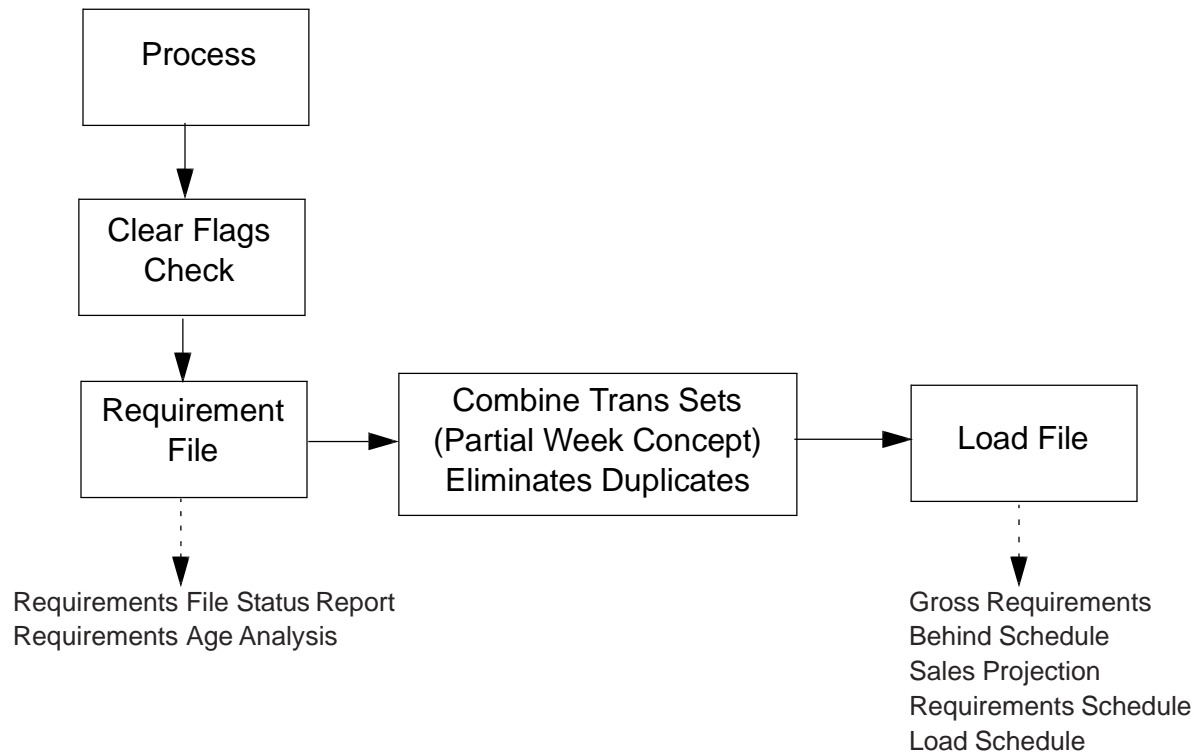 Process
Clear Flags
Check
Requirement
File
Combine Trans Sets
(Partial Week Concept)
Eliminates Duplicates
Load File
Requirements File Status Report
Requirements Age Analysis
Gross Requirements
Behind Schedule
Sales Projection
Requirements Schedule
Load Schedule